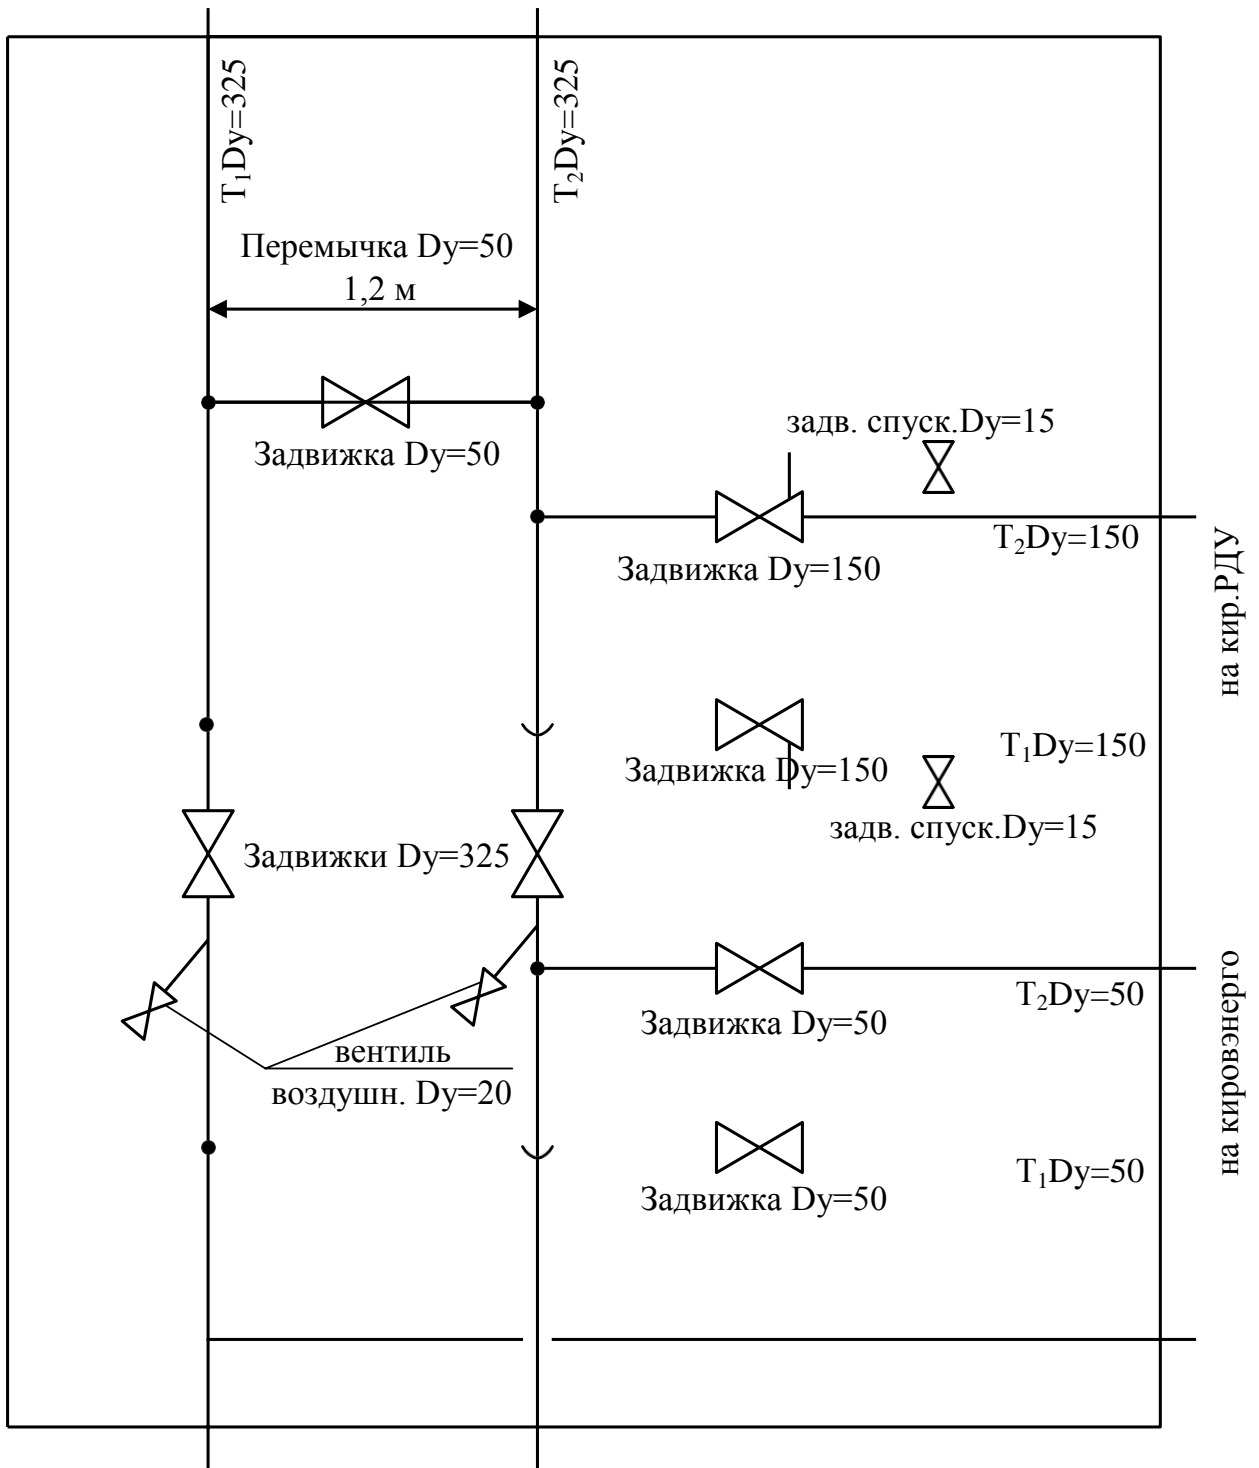 T₁Dy=325
T₂Dy=325
Перемычка Dy=50
1,2 м
Задвижка Dy=50
задв. спуск.Dy=15
T₂Dy=150
Задвижка Dy=150
на кир.РДУ
T₁Dy=150
Задвижка Dy=150
задв. спуск.Dy=15
Задвижки Dy=325
T₂Dy=50
Задвижка Dy=50
на кировэнерго
вентиль
воздушн. Dy=20
T₁Dy=50
Задвижка Dy=50